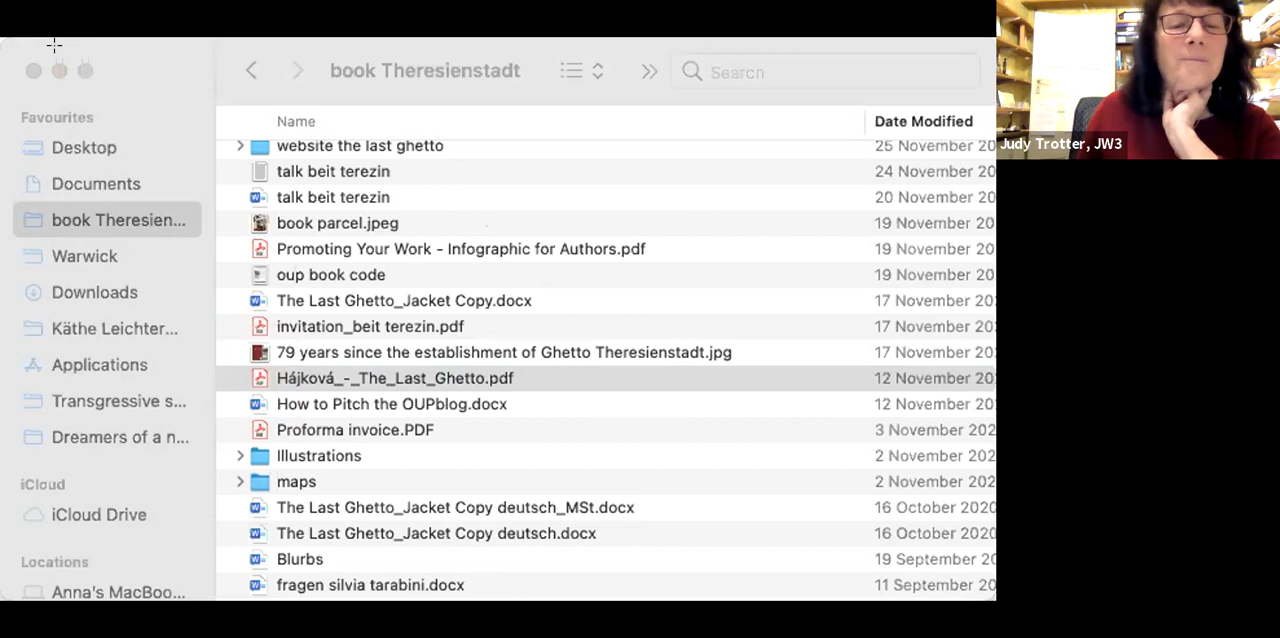 book Theresienstadt
Search
Favourites
Desktop
Documents
book Theresien...
Warwick
Downloads
Käthe Leichter...
Applications
Transgressive s...
Dreamers of a n...
iCloud
iCloud Drive
Locations
Anna's MacBoo...
Name Date Modified
website the last ghetto 25 November 20
talk beit terezin 24 November 20
talk beit terezin 20 November 20
book parcel.jpeg 19 November 20
Promoting Your Work - Infographic for Authors.pdf 19 November 20
oup book code 19 November 20
The Last Ghetto_Jacket Copy.docx 17 November 20
invitation_beit terezin.pdf 17 November 20
79 years since the establishment of Ghetto Theresienstadt.jpg 17 November 20
Hájková_-_The_Last_Ghetto.pdf 12 November 20
How to Pitch the OUPblog.docx 12 November 20
Proforma invoice.PDF 3 November 202
Illustrations 2 November 202
maps 2 November 202
The Last Ghetto_Jacket Copy deutsch_MSt.docx 16 October 2020
The Last Ghetto_Jacket Copy deutsch.docx 16 October 2020
Blurbs 19 September 20
fragen silvia tarabini.docx 11 September 20
Judy Trotter, JW3